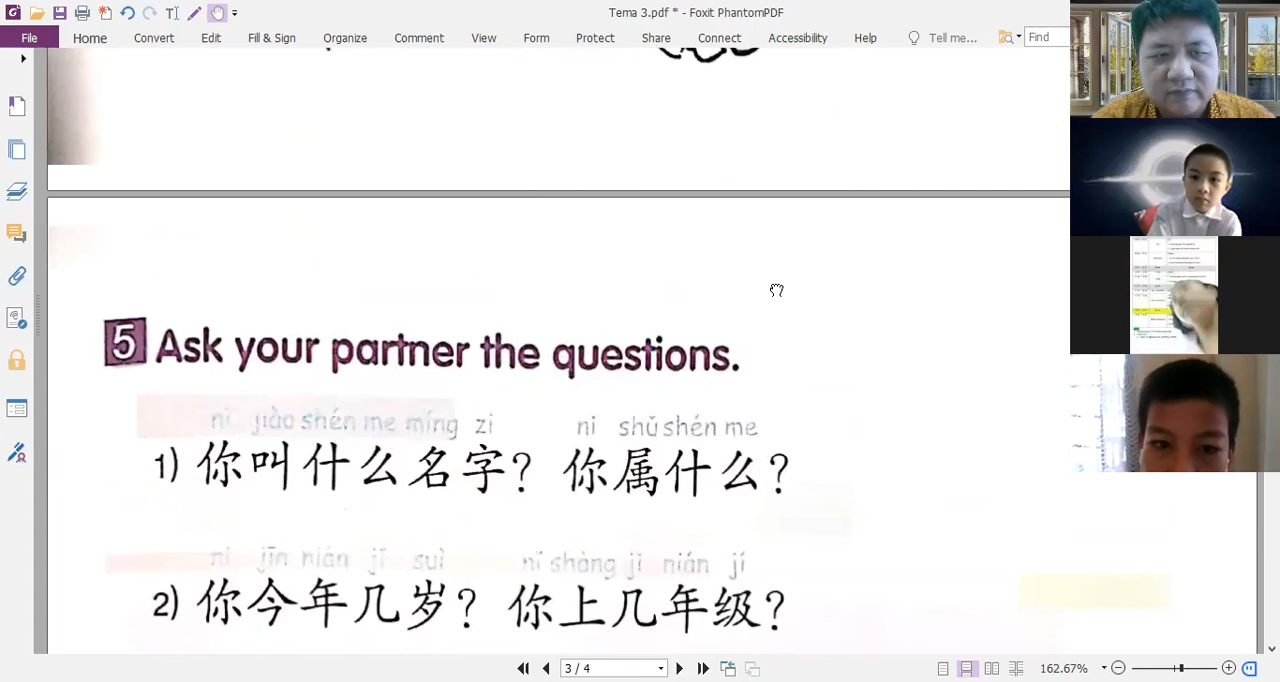 Tema 3.pdf * - Foxit PhantomPDF
File Home Convert Edit Fill & Sign Organize Comment View Form Protect Share Connect Accessibility Help Tell me... Find
5 Ask your partner the questions.
nǐ jiào shén me míng zi nǐ shǔ shén me
1) 你叫什么名字? 你属什么?
nǐ jīn nián jǐ suì nǐ shàng jǐ nián jí
2) 你今年几岁? 你上几年级?
3 / 4
162.67%